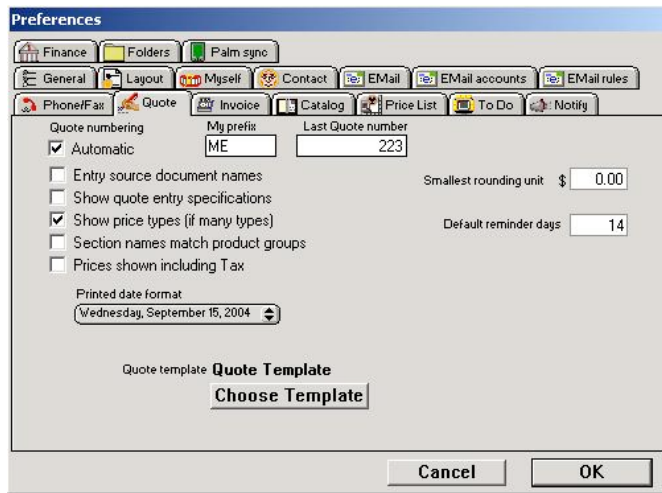 Preferences
Finance Folders Palm sync
General Layout Myself Contact EMail EMail accounts EMail rules
Phone/Fax Quote Invoice Catalog Price List To Do Notify
Quote numbering My prefix Last Quote number
Automatic ME 223
Entry source document names
Smallest rounding unit $ 0.00
Show quote entry specifications
Show price types (if many types)
Default reminder days 14
Section names match product groups
Prices shown including Tax
Printed date format
Wednesday, September 15, 2004
Quote template Quote Template
Choose Template
Cancel OK